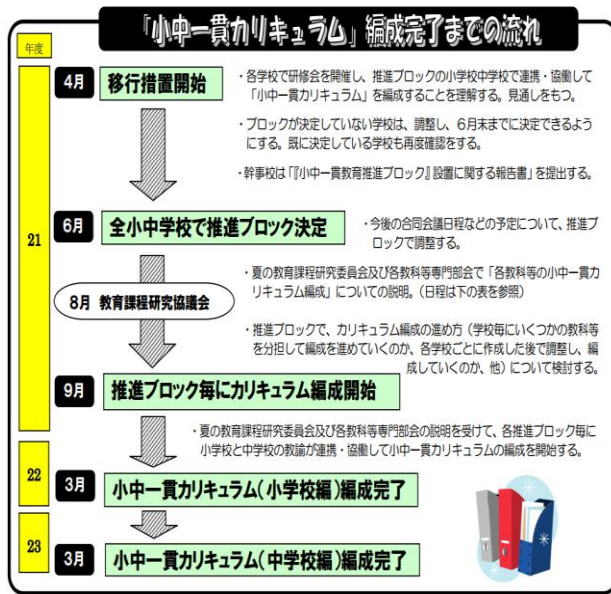 「小中一貫カリキュラム」編成完了までの流れ
年度
21
4月
移行措置開始
・各学校で研修会を開催し、推進ブロックの小学校中学校で連携・協働して
「小中一貫カリキュラム」を編成することを理解する。見通しをもつ。
・ブロックが決定していない学校は、調整し、6月末までに決定できるよう
にする。既に決定している学校も再度確認をする。
・幹事校は「『小中一貫教育推進ブロック』設置に関する報告書」を提出する。
6月
全小中学校で推進ブロック決定
・今後の合同会議日程などの予定について、推進ブ
ロックで調整する。
8月 教育課程研究協議会
・夏の教育課程研究委員会及び各教科等専門部会で「各教科等の小中一貫カ
リキュラム編成」についての説明。(日程は下の表を参照)
・推進ブロックで、カリキュラム編成の進め方(学校毎にいくつかの教科等
を分担して編成を進めていくのか、各学校ごとに作成した後で調整し、編
成していくのか、他)について検討する。
9月
推進ブロック毎にカリキュラム編成開始
・夏の教育課程研究委員会及び各教科等専門部会の説明を受けて、各推進ブロック毎に
小学校と中学校の教諭が連携・協働して小中一貫カリキュラムの編成を開始する。
22
3月
小中一貫カリキュラム(小学校編)編成完了
23
3月
小中一貫カリキュラム(中学校編)編成完了